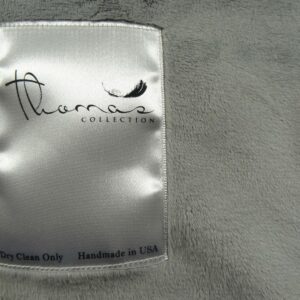 Thomas
COLLECTION
Dry Clean Only Handmade in USA